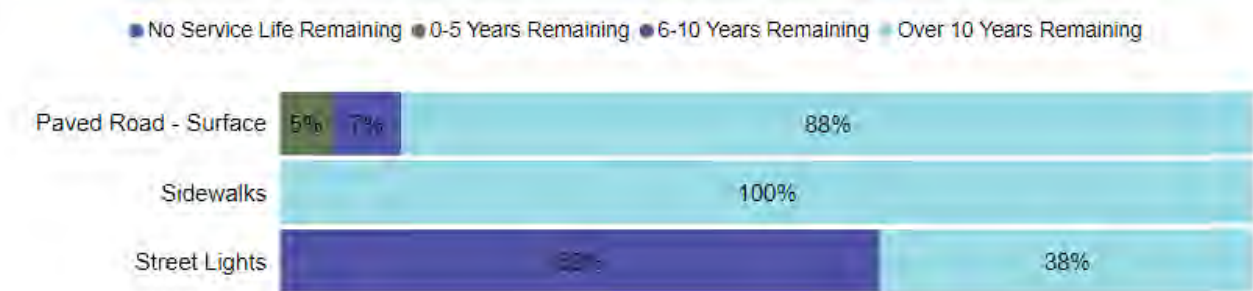 No Service Life Remaining 0-5 Years Remaining 6-10 Years Remaining Over 10 Years Remaining
Paved Road - Surface 5% 7% 88%
Sidewalks 100%
Street Lights 38%